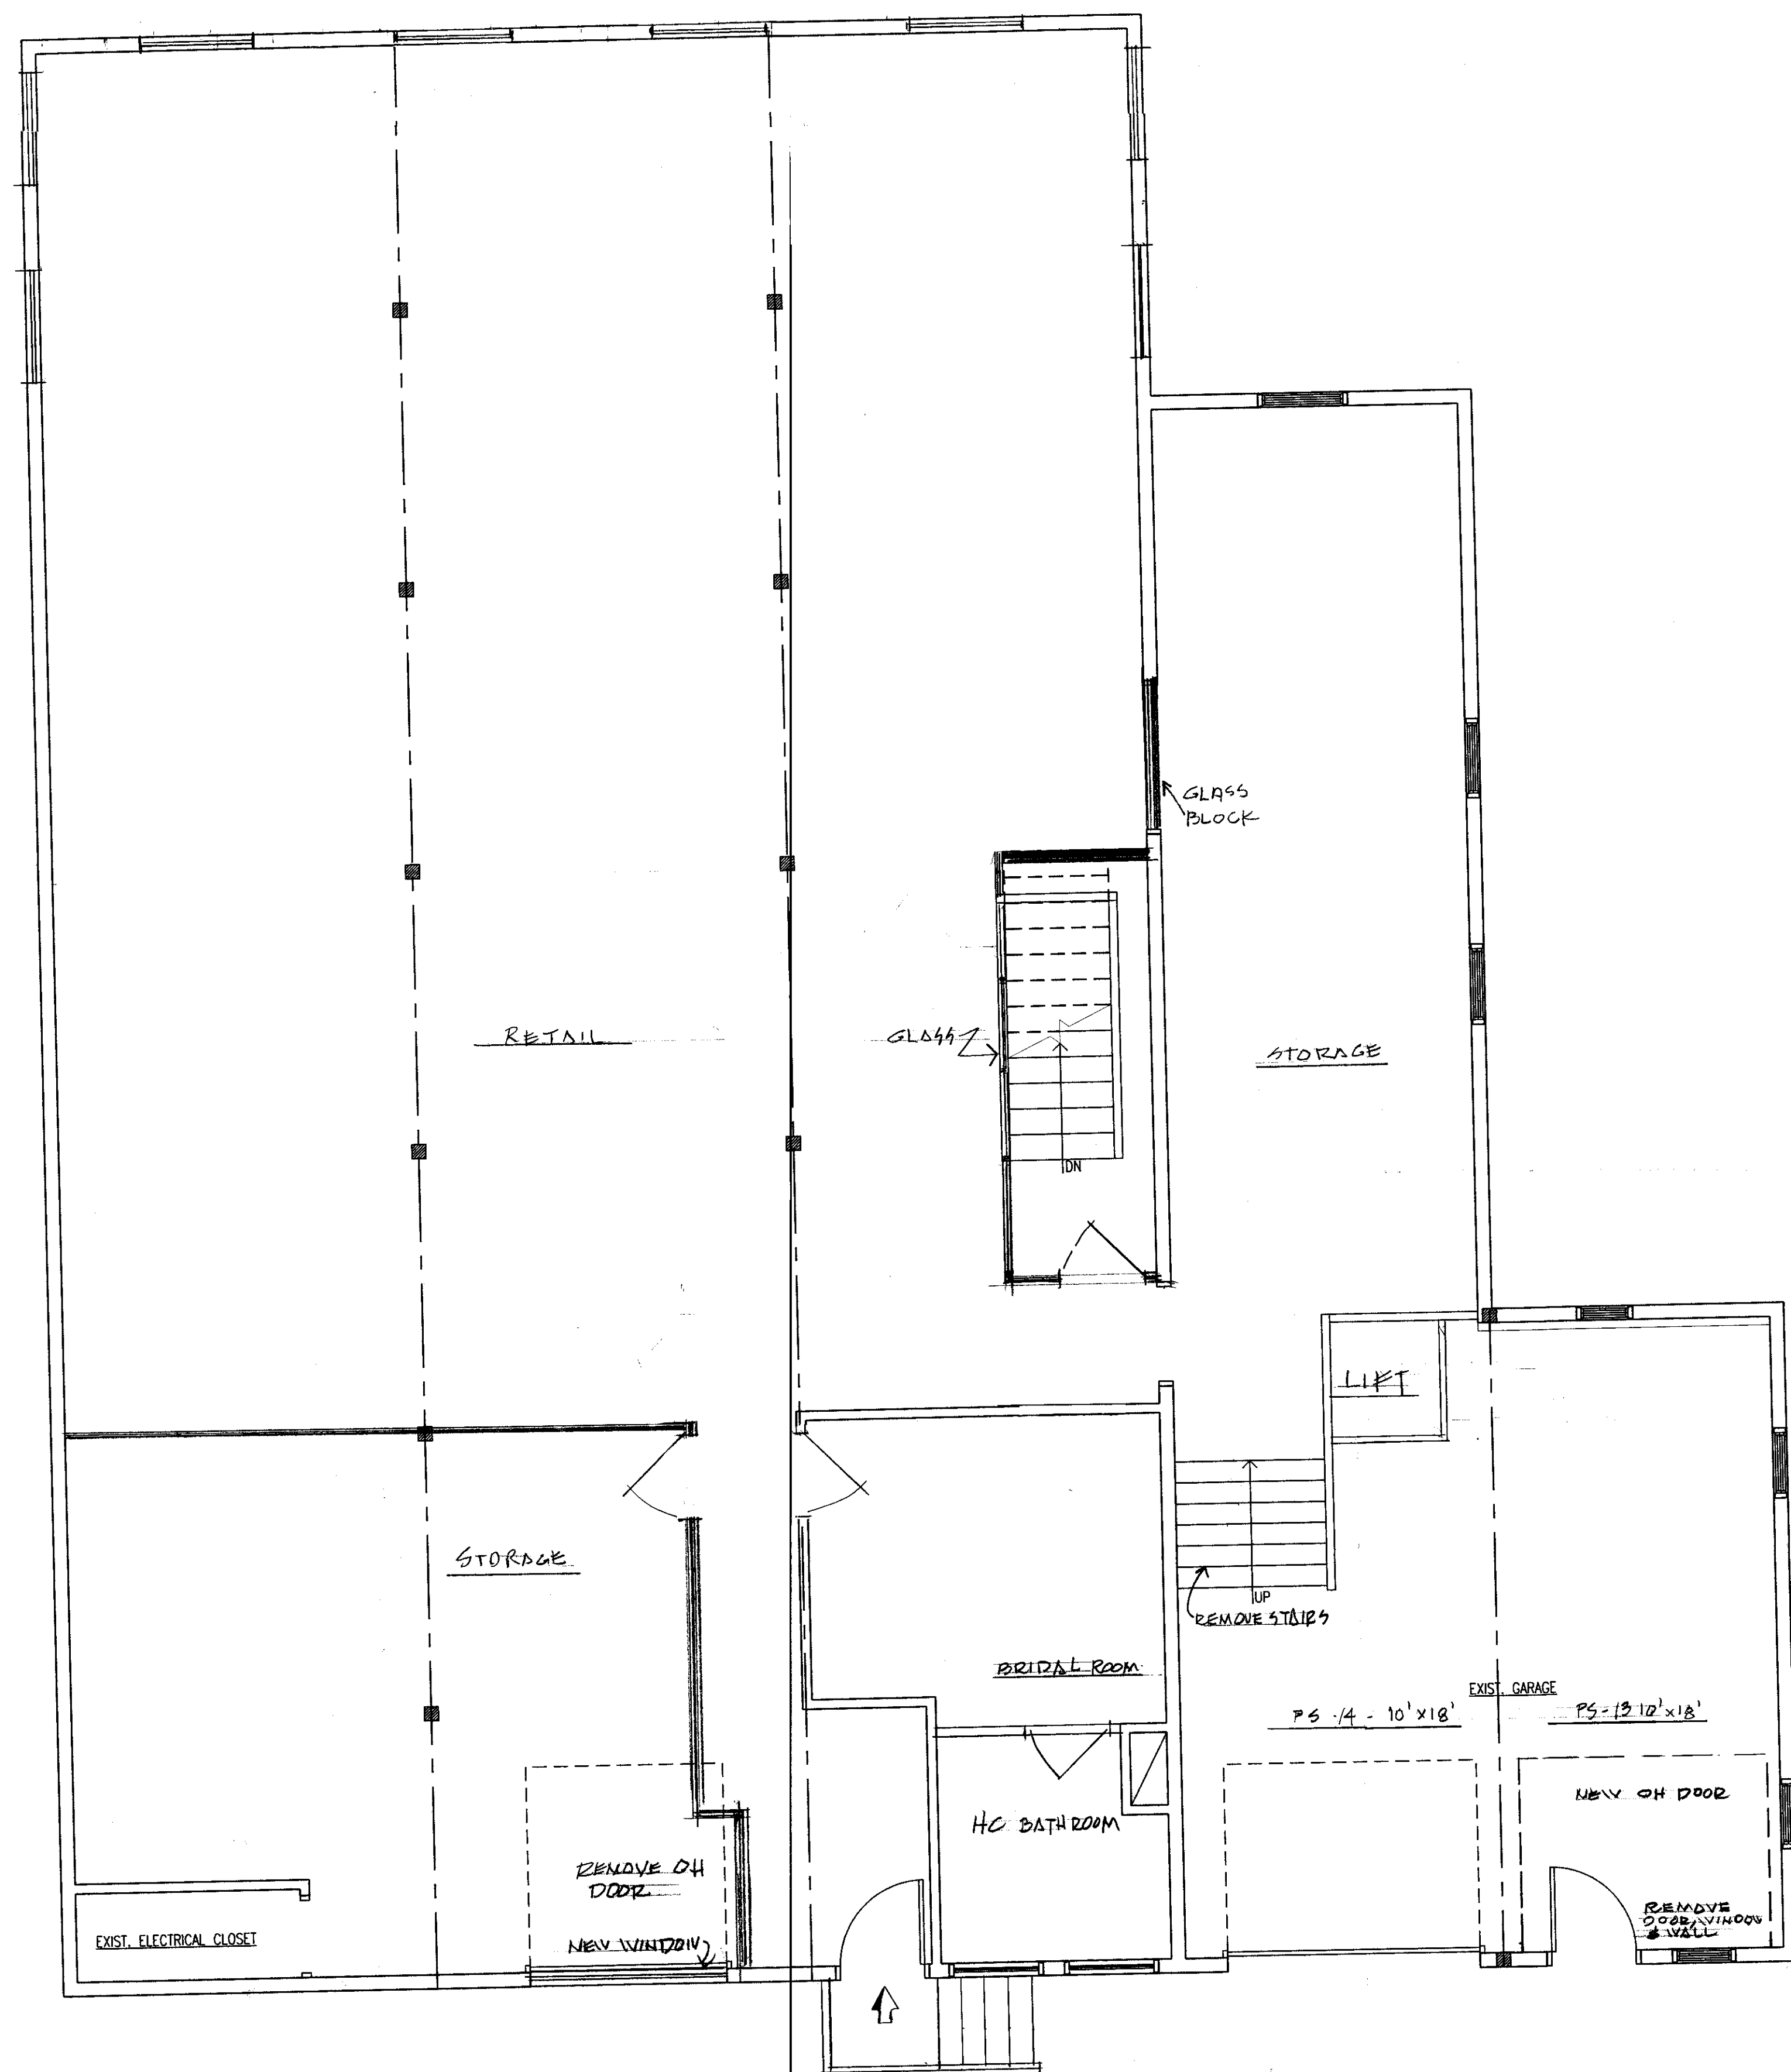 GLASS
BLOCK
RETAIL
GLASS
STORAGE
DN
LIFT
STORAGE
UP
REMOVE STAIRS
BRIDAL ROOM
EXIST. GARAGE
PS-14 - 10'x18'
PS-13 10'x18'
NEW OH DOOR
HC BATHROOM
REMOVE OH
DOOR
REMOVE
DOOR, WINDOW
& WALL
EXIST. ELECTRICAL CLOSET
NEW WINDOW